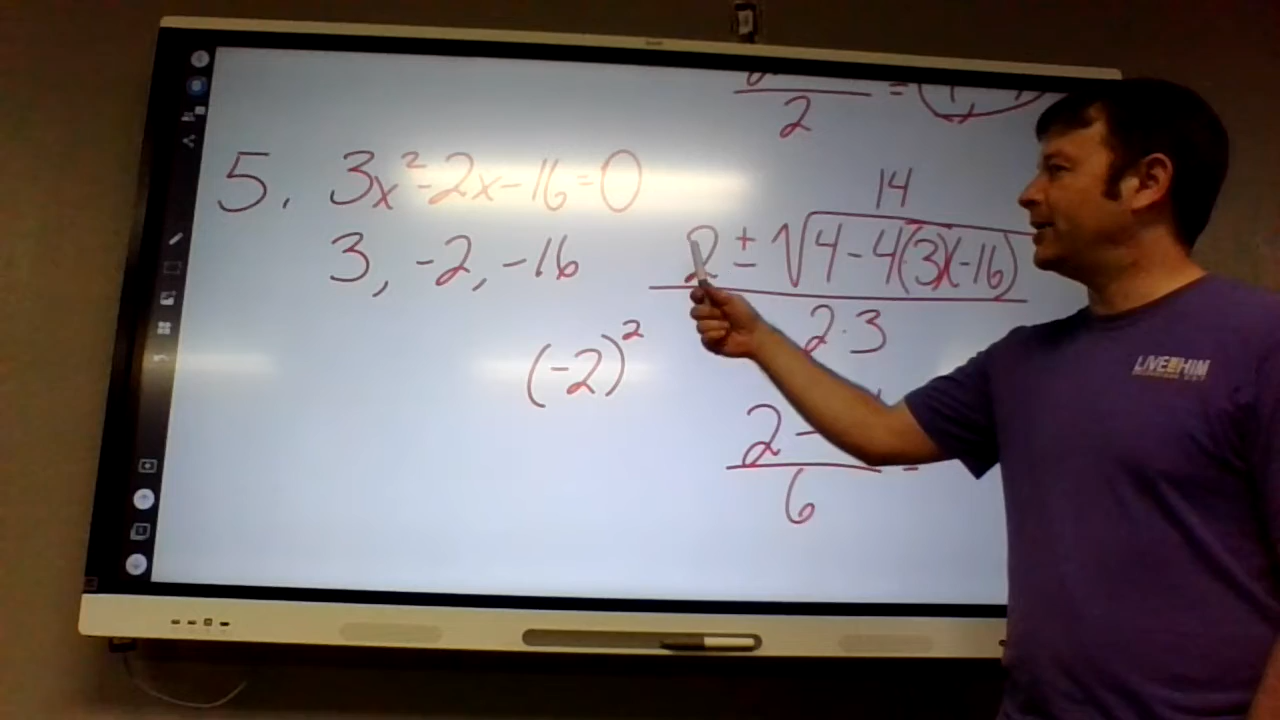 2
=
5. 3x²-2x-16=0
3, -2, -16
(-2)²
14
2 ± √4-4(3)(-16)
2·3
2 -
6
=
LIVE HIM